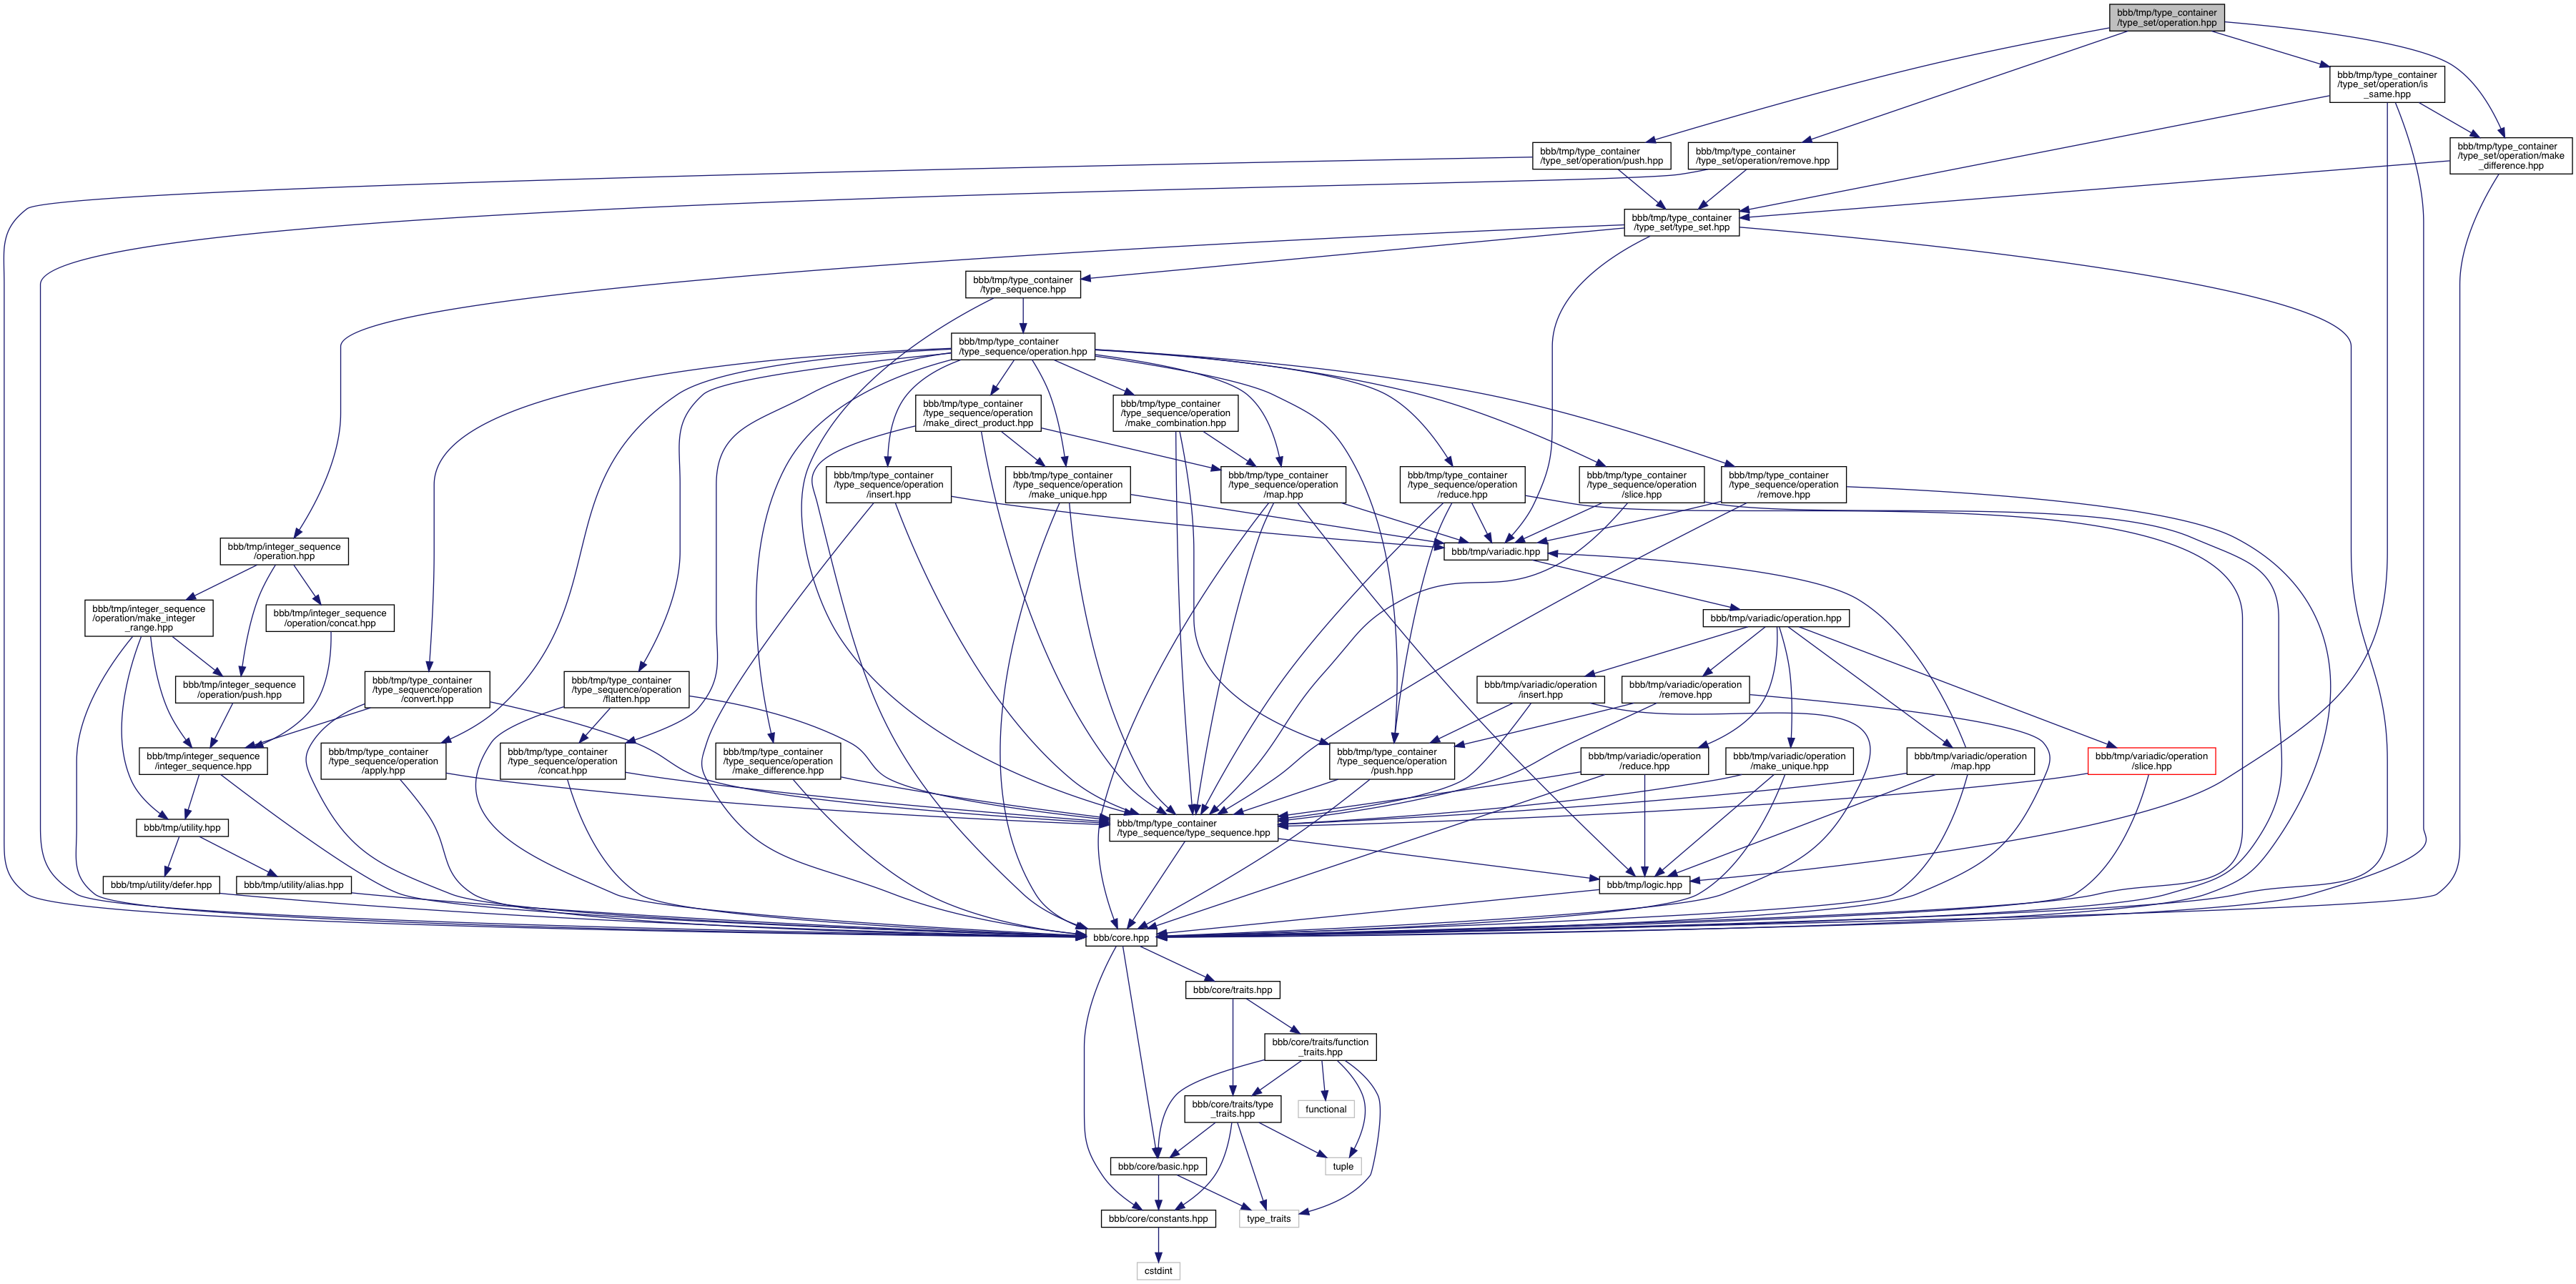 bbb/tmp/type_container
/type_set/operation.hpp
bbb/tmp/type_container
/type_set/operation/is
_same.hpp
bbb/tmp/type_container
/type_set/operation/push.hpp
bbb/tmp/type_container
/type_set/operation/remove.hpp
bbb/tmp/type_container
/type_set/operation/make
_difference.hpp
bbb/tmp/type_container
/type_set/type_set.hpp
bbb/tmp/type_container
/type_sequence.hpp
bbb/tmp/type_container
/type_sequence/operation.hpp
bbb/tmp/type_container
/type_sequence/operation
/make_direct_product.hpp
bbb/tmp/type_container
/type_sequence/operation
/make_combination.hpp
bbb/tmp/type_container
/type_sequence/operation
/insert.hpp
bbb/tmp/type_container
/type_sequence/operation
/make_unique.hpp
bbb/tmp/type_container
/type_sequence/operation
/map.hpp
bbb/tmp/type_container
/type_sequence/operation
/reduce.hpp
bbb/tmp/type_container
/type_sequence/operation
/slice.hpp
bbb/tmp/type_container
/type_sequence/operation
/remove.hpp
bbb/tmp/integer_sequence
/operation.hpp
bbb/tmp/variadic.hpp
bbb/tmp/integer_sequence
/operation/make_integer
_range.hpp
bbb/tmp/integer_sequence
/operation/concat.hpp
bbb/tmp/variadic/operation.hpp
bbb/tmp/integer_sequence
/operation/push.hpp
bbb/tmp/type_container
/type_sequence/operation
/convert.hpp
bbb/tmp/type_container
/type_sequence/operation
/flatten.hpp
bbb/tmp/variadic/operation
/insert.hpp
bbb/tmp/variadic/operation
/remove.hpp
bbb/tmp/integer_sequence
/integer_sequence.hpp
bbb/tmp/type_container
/type_sequence/operation
/apply.hpp
bbb/tmp/type_container
/type_sequence/operation
/concat.hpp
bbb/tmp/type_container
/type_sequence/operation
/make_difference.hpp
bbb/tmp/type_container
/type_sequence/operation
/push.hpp
bbb/tmp/variadic/operation
/reduce.hpp
bbb/tmp/variadic/operation
/make_unique.hpp
bbb/tmp/variadic/operation
/map.hpp
bbb/tmp/variadic/operation
/slice.hpp
bbb/tmp/utility.hpp
bbb/tmp/type_container
/type_sequence/type_sequence.hpp
bbb/tmp/utility/defer.hpp
bbb/tmp/utility/alias.hpp
bbb/tmp/logic.hpp
bbb/core.hpp
bbb/core/traits.hpp
bbb/core/traits/function
_traits.hpp
bbb/core/traits/type
_traits.hpp
functional
bbb/core/basic.hpp
tuple
bbb/core/constants.hpp
type_traits
cstdint